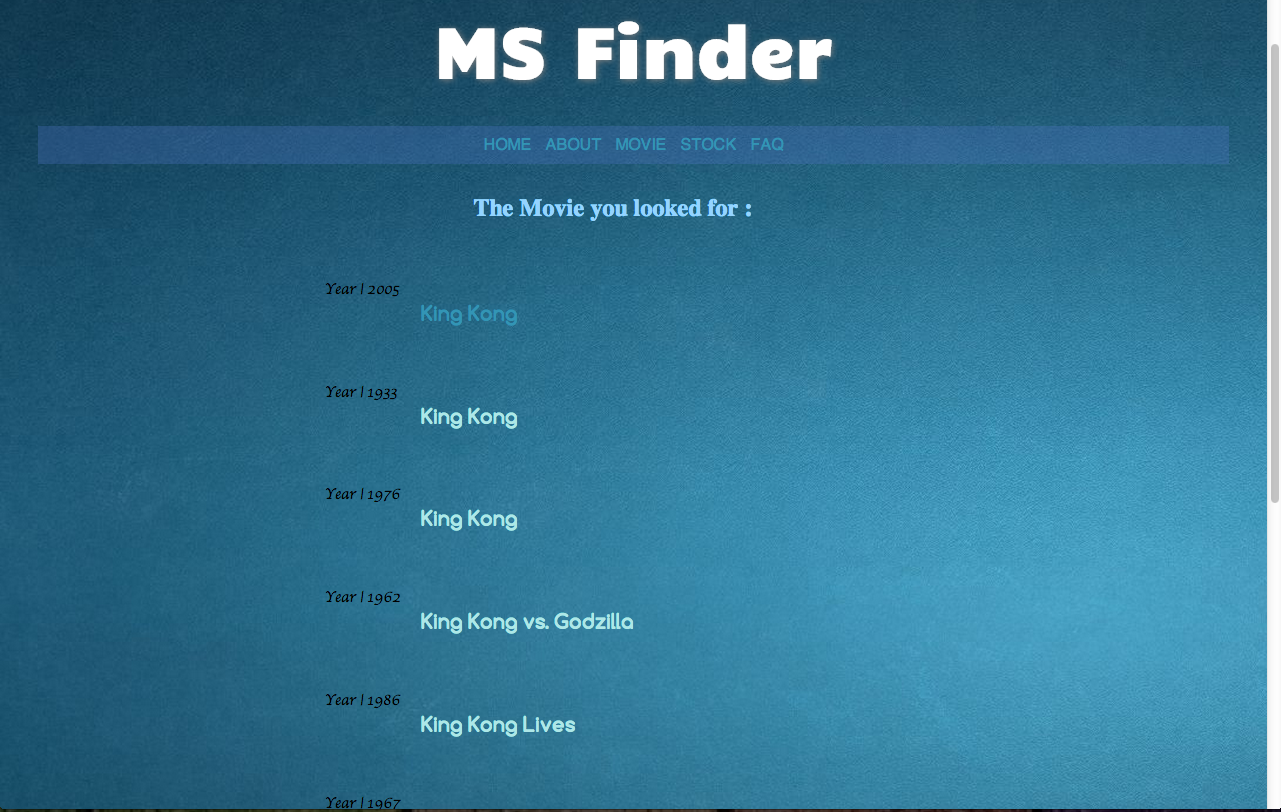 MS Finder
HOME ABOUT MOVIE STOCK FAQ
The Movie you looked for :
Year | 2005
King Kong
Year | 1933
King Kong
Year | 1976
King Kong
Year | 1962
King Kong vs. Godzilla
Year | 1986
King Kong Lives
Year | 1967